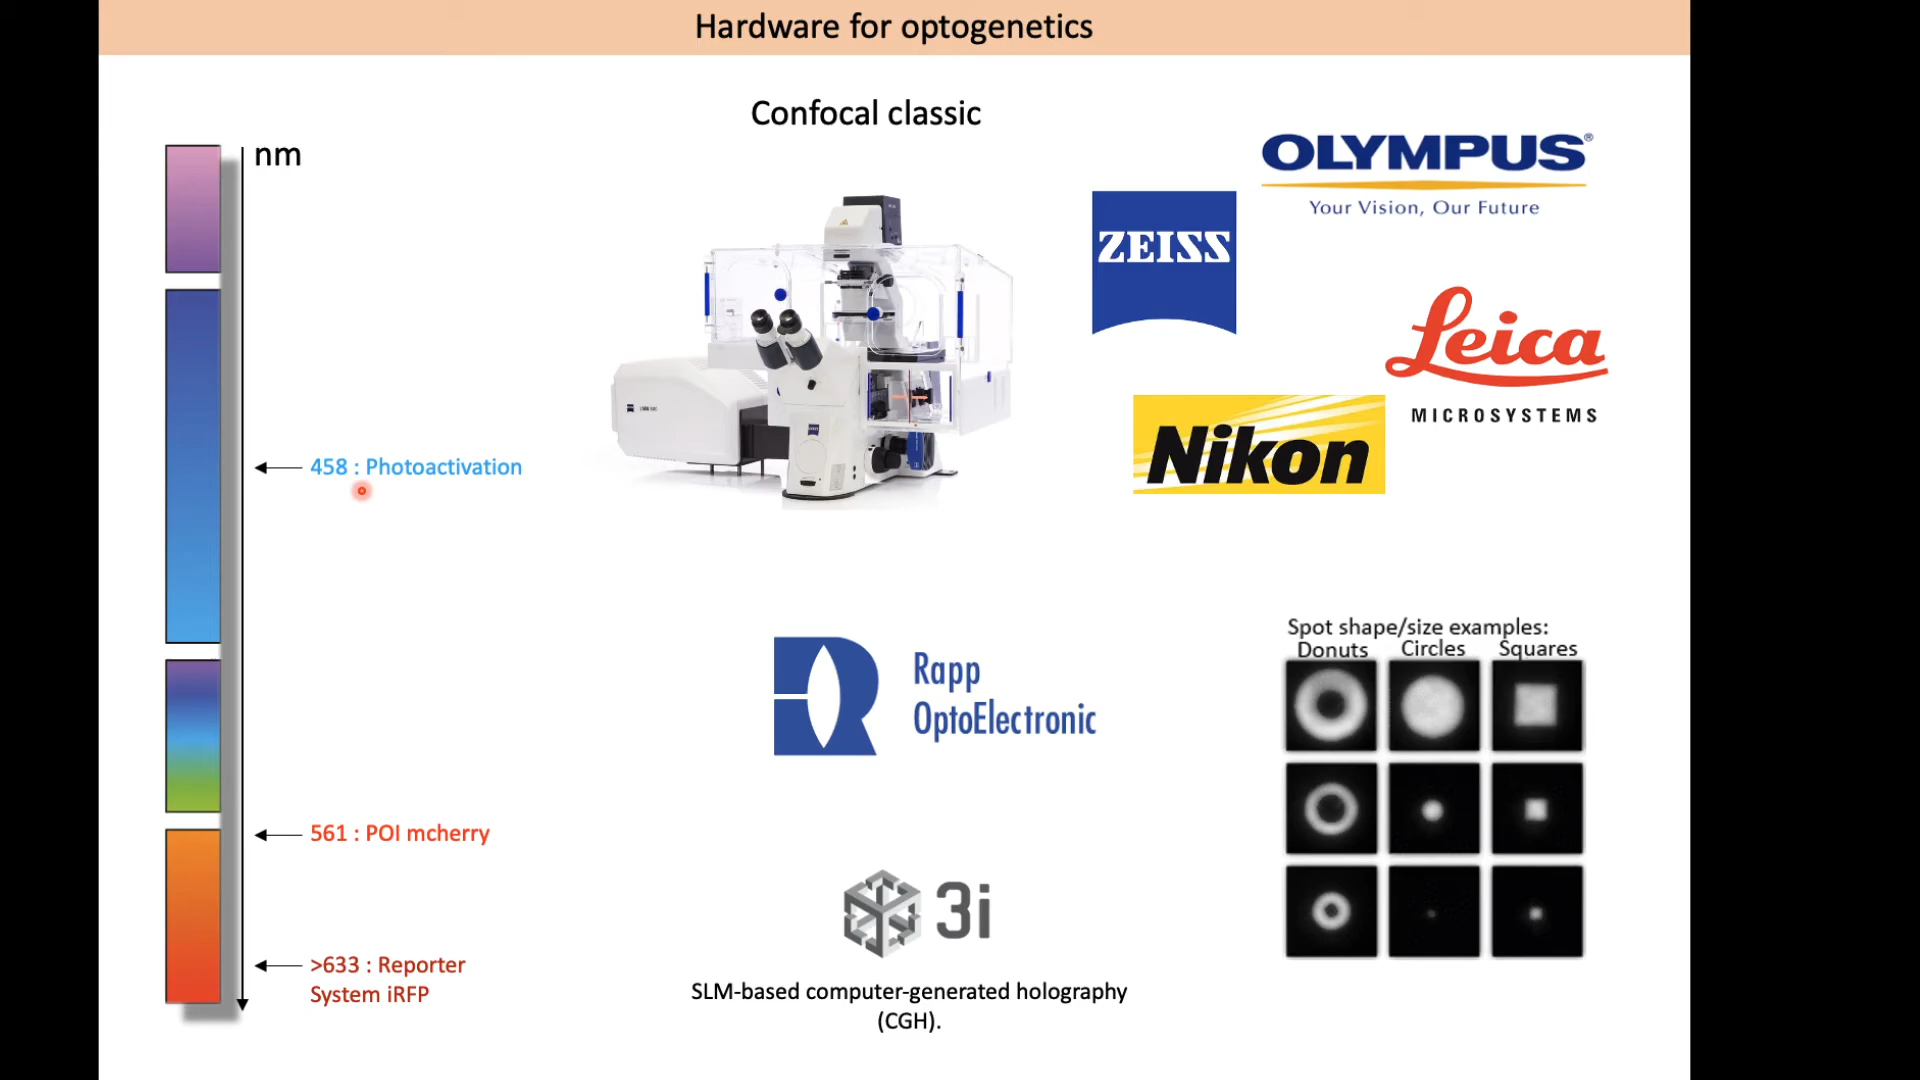 Hardware for optogenetics
Confocal classic
nm
OLYMPUS®
Your Vision, Our Future
ZEISS
Leica
MICROSYSTEMS
Nikon
458 : Photoactivation
561 : POI mcherry
>633 : Reporter
System iRFP
Rapp
OptoElectronic
3i
SLM-based computer-generated holography
(CGH).
Spot shape/size examples:
Donuts Circles Squares